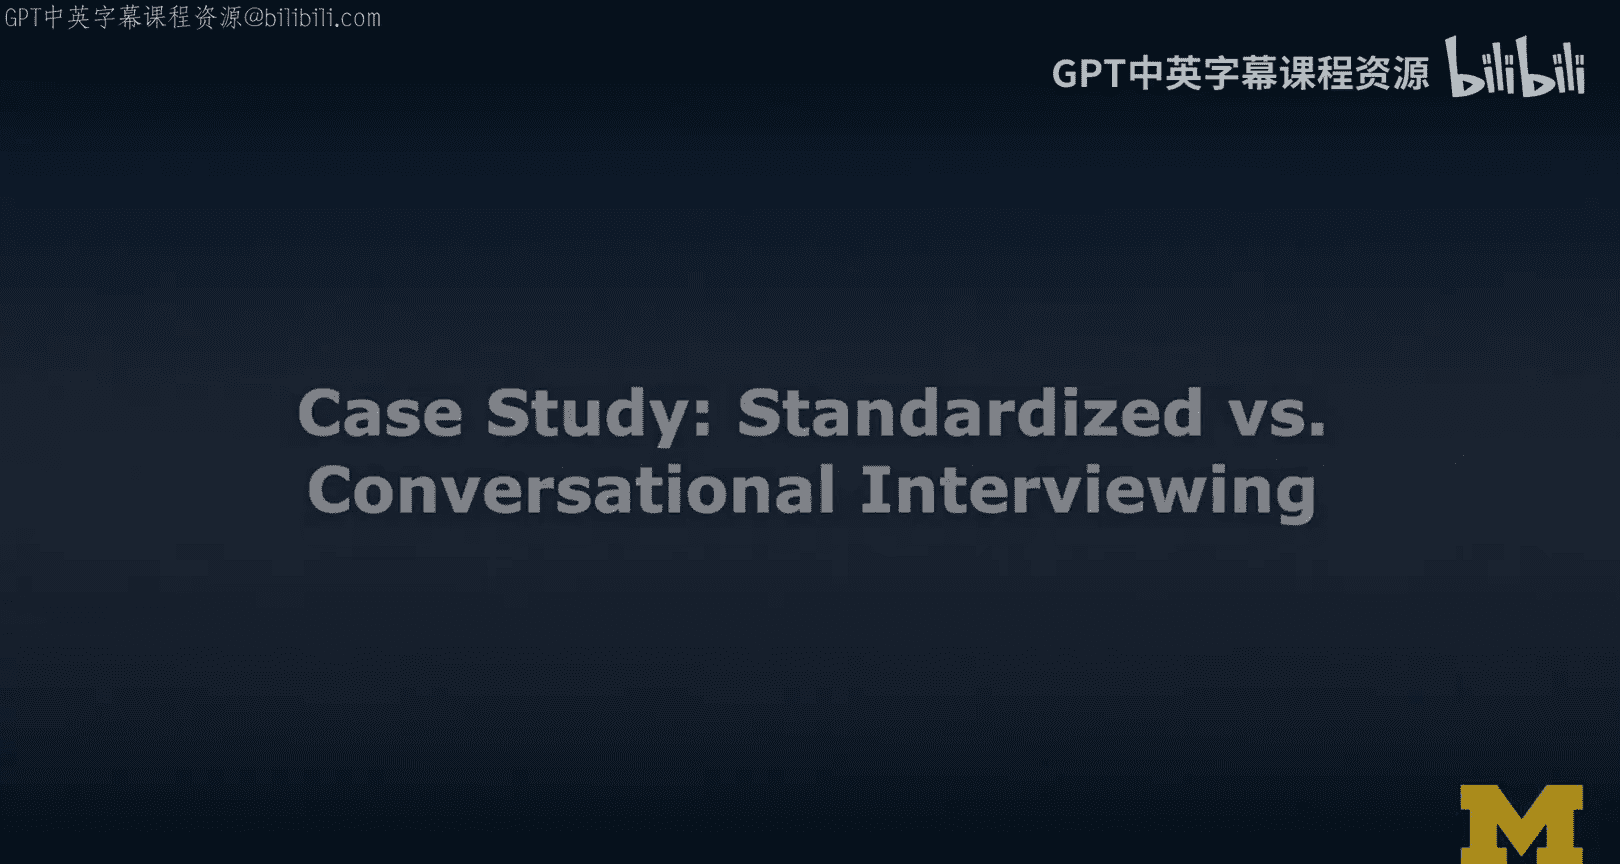 GPT中英字幕课程资源@bilibili.com
GPT中英字幕课程资源 bilibili
Case Study: Standardized vs.
Conversational Interviewing
M